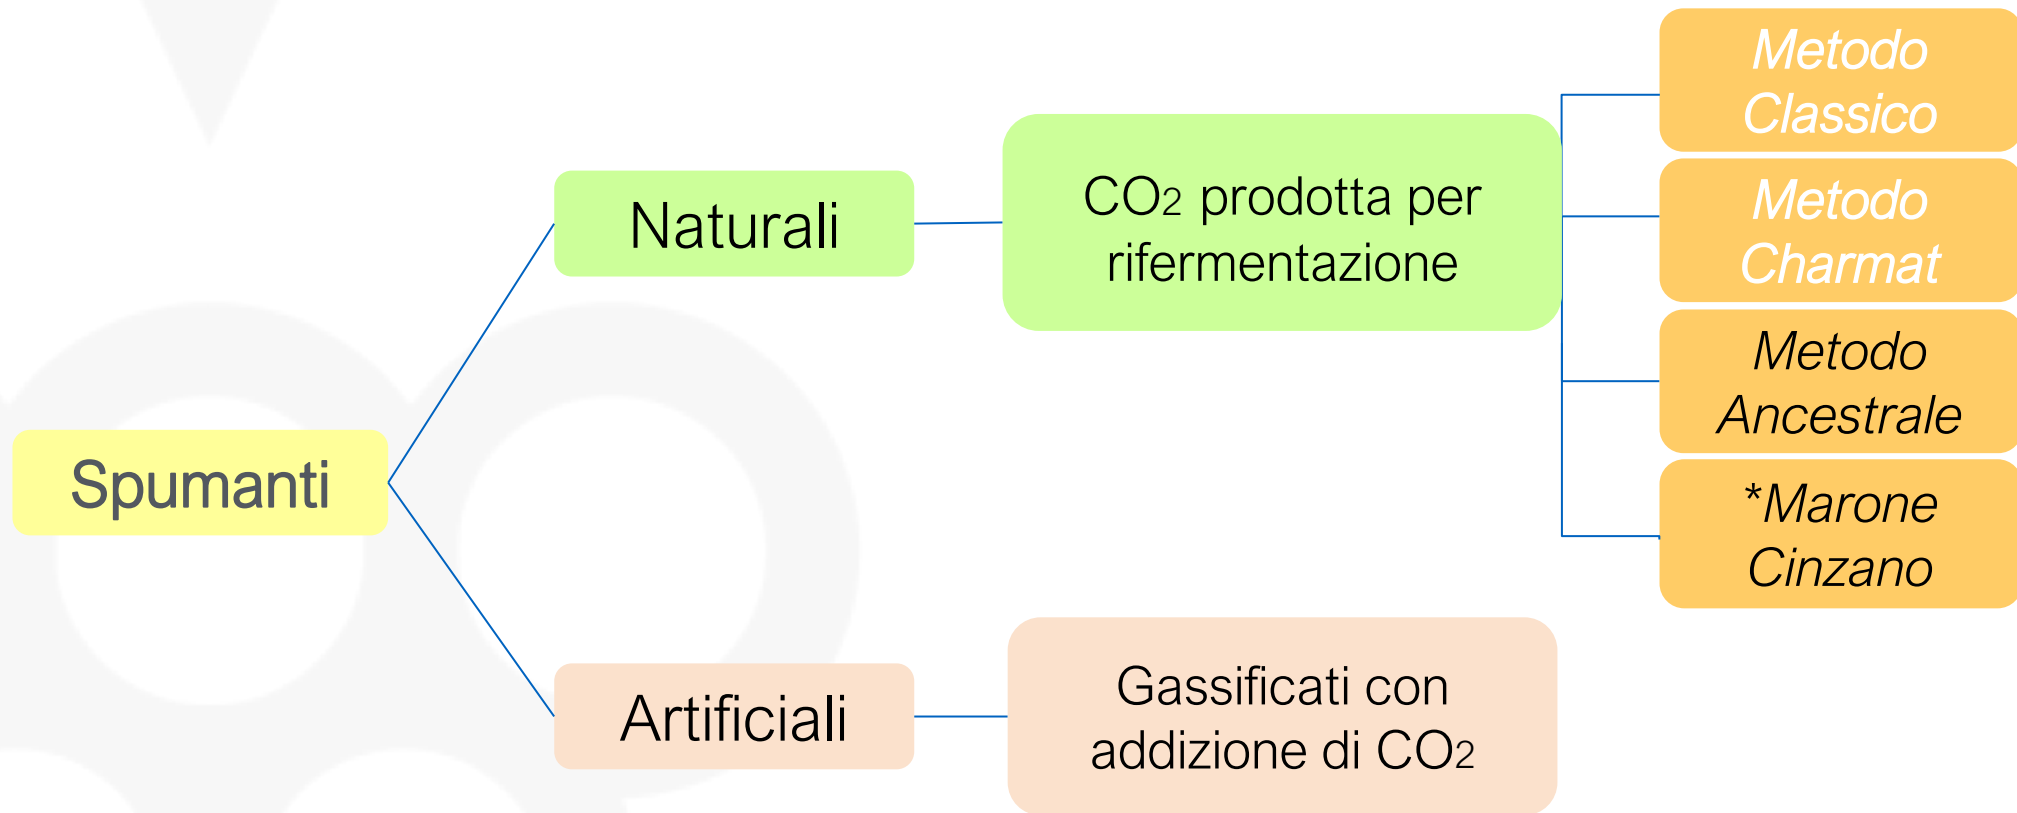 Spumanti
Naturali
CO2 prodotta per
rifermentazione
Metodo
Classico
Metodo
Charmat
Metodo
Ancestrale
*Marone
Cinzano
Artificiali
Gassificati con
addizione di CO2